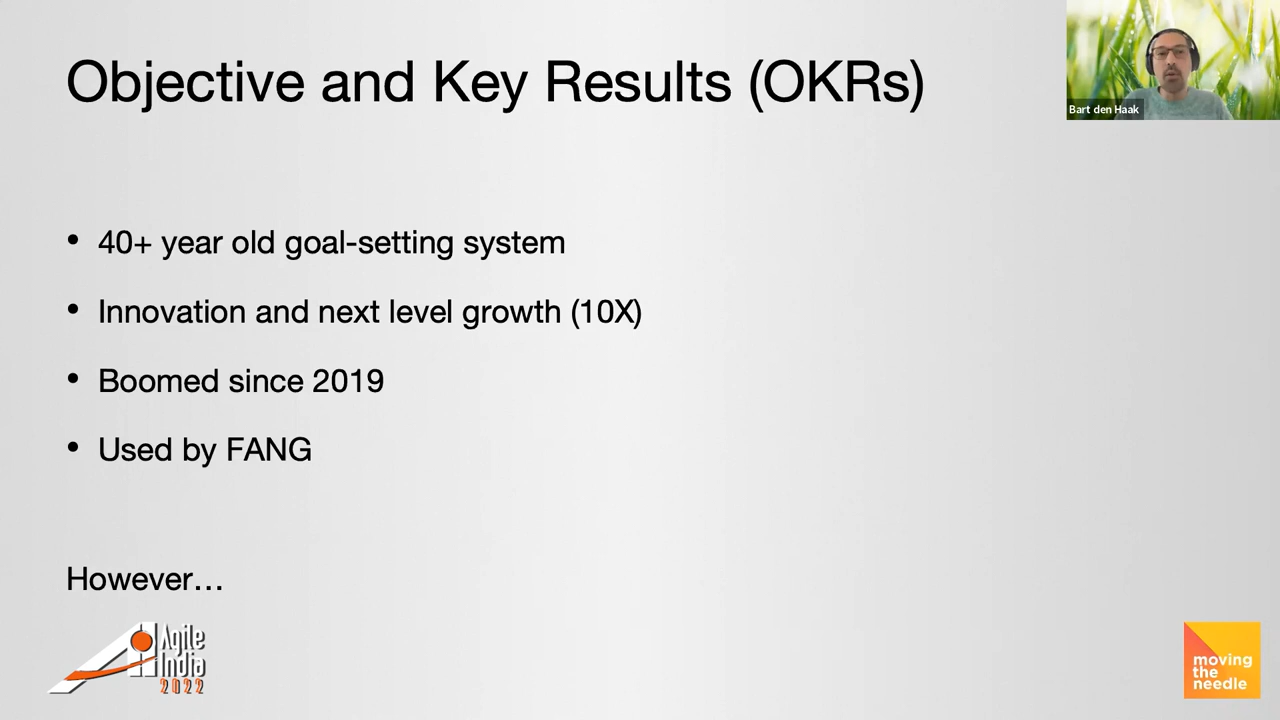 Objective and Key Results (OKRs)
Bart den Haak
• 40+ year old goal-setting system
• Innovation and next level growth (10X)
• Boomed since 2019
• Used by FANG
However…
Agile
India
2022
moving
the
needle